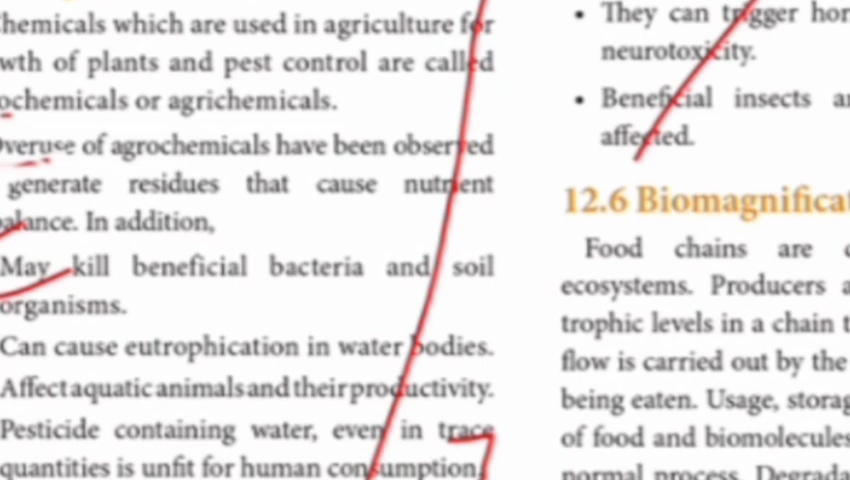 Chemicals which are used in agriculture for
wth of plants and pest control are called
ochemicals or agrichemicals.
Overuse of agrochemicals have been observed
generate residues that cause nutrient
balance. In addition,
May kill beneficial bacteria and soil
organisms.
Can cause eutrophication in water bodies.
Affect aquatic animals and their productivity.
Pesticide containing water, even in trace
quantities is unfit for human consumption.
• They can trigger hor
neurotoxicity.
• Beneficial insects a
affected.
12.6 Biomagnificat
Food chains are c
ecosystems. Producers a
trophic levels in a chain t
flow is carried out by the
being eaten. Usage, storag
of food and biomolecules
normal process. Degrada